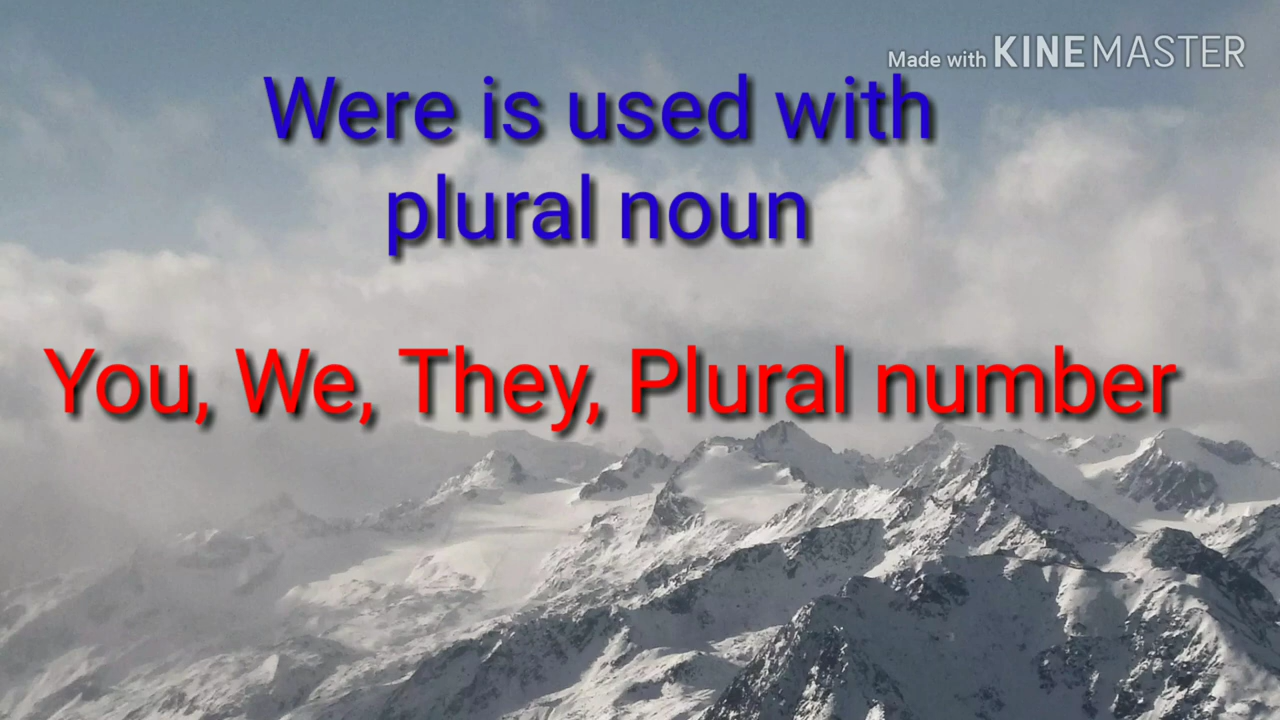 Made with KINEMASTER
Were is used with
plural noun
You, We, They, Plural number